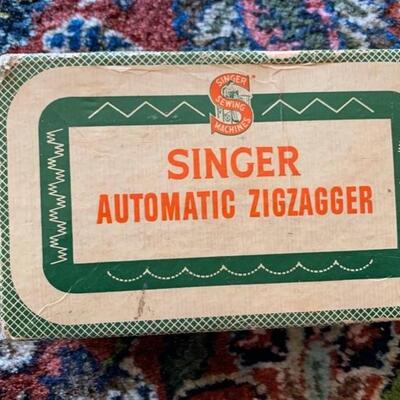 SINGER
SEWING
MACHINES
SINGER
AUTOMATIC ZIGZAGGER